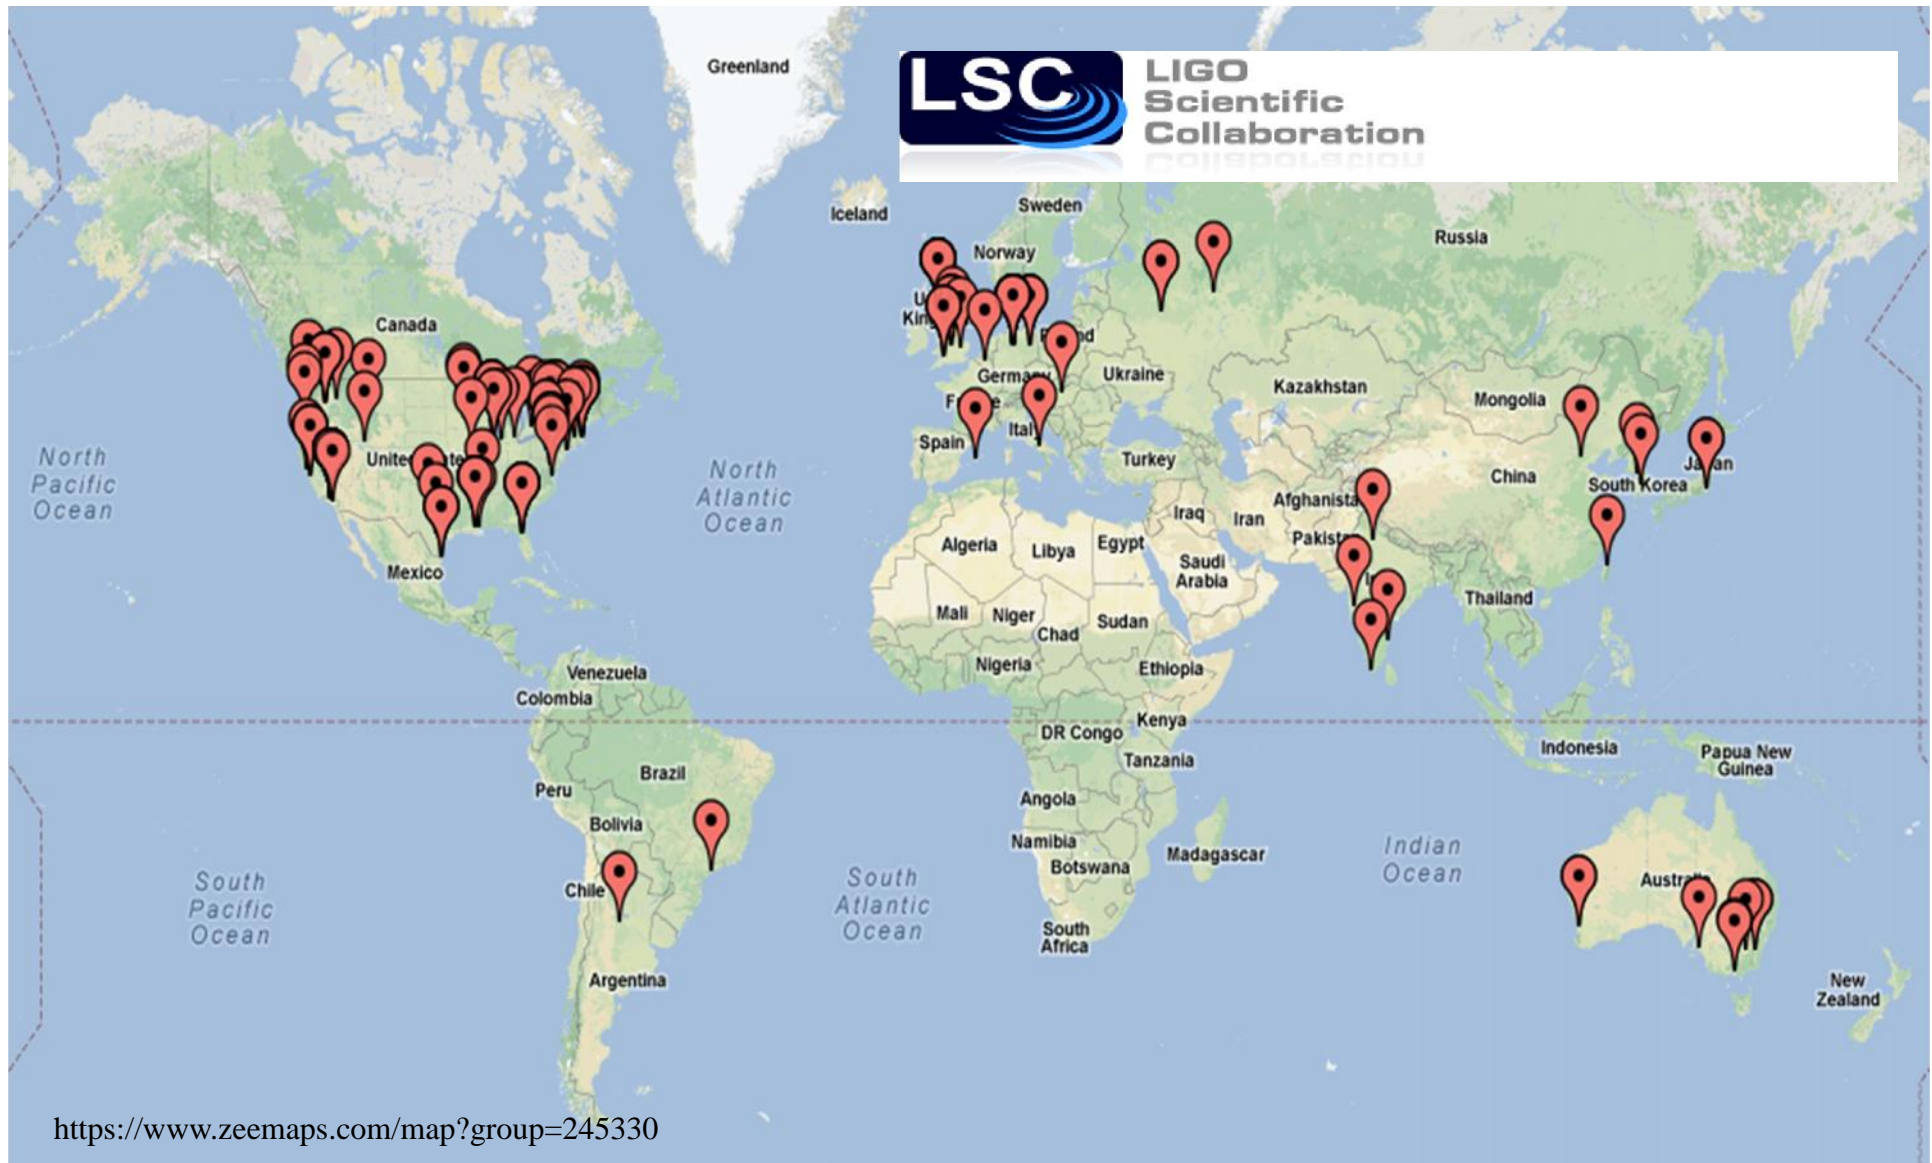 Greenland
LSC
LIGO
Scientific
Collaboration
Iceland
Sweden
Norway
Russia
Canada
Germany
Ukraine
Kazakhstan
Mongolia
Spain
Turkey
China
South Korea
North
Pacific
Ocean
North
Atlantic
Ocean
Iraq
Iran
Algeria
Libya
Egypt
Saudi
Arabia
Mexico
Mali
Niger
Chad
Sudan
Thailand
Nigeria
Ethiopia
Venezuela
Colombia
DR Congo
Kenya
Tanzania
Indonesia
Papua New
Guinea
Brazil
Peru
Angola
Bolivia
Namibia
Botswana
Madagascar
Indian
Ocean
Chile
South
Pacific
Ocean
South
Atlantic
Ocean
South
Africa
Argentina
New
Zealand
https://www.zeemaps.com/map?group=245330